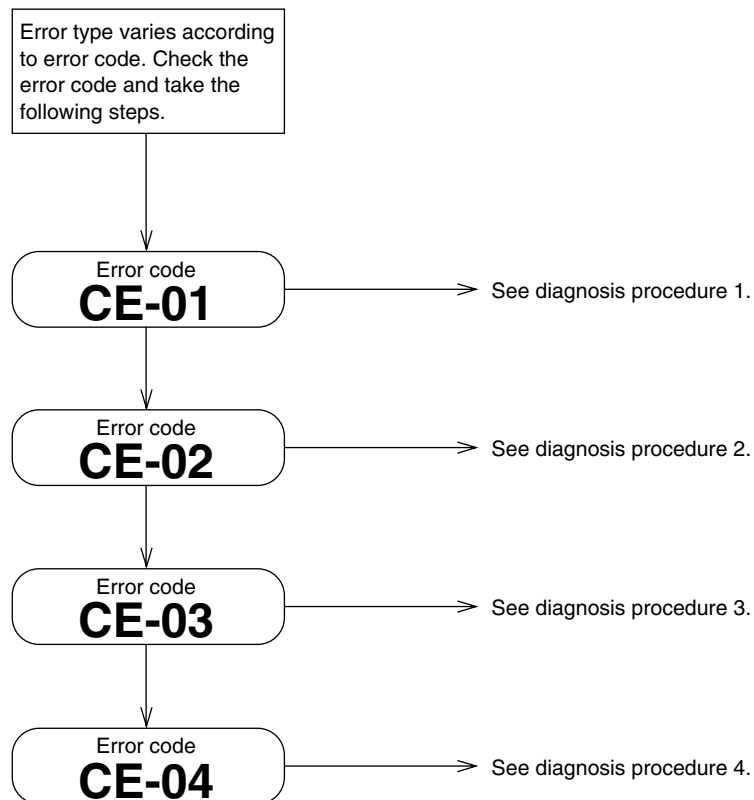 Error type varies according
to error code. Check the
error code and take the
following steps.
Error code
CE-01
See diagnosis procedure 1.
Error code
CE-02
See diagnosis procedure 2.
Error code
CE-03
See diagnosis procedure 3.
Error code
CE-04
See diagnosis procedure 4.